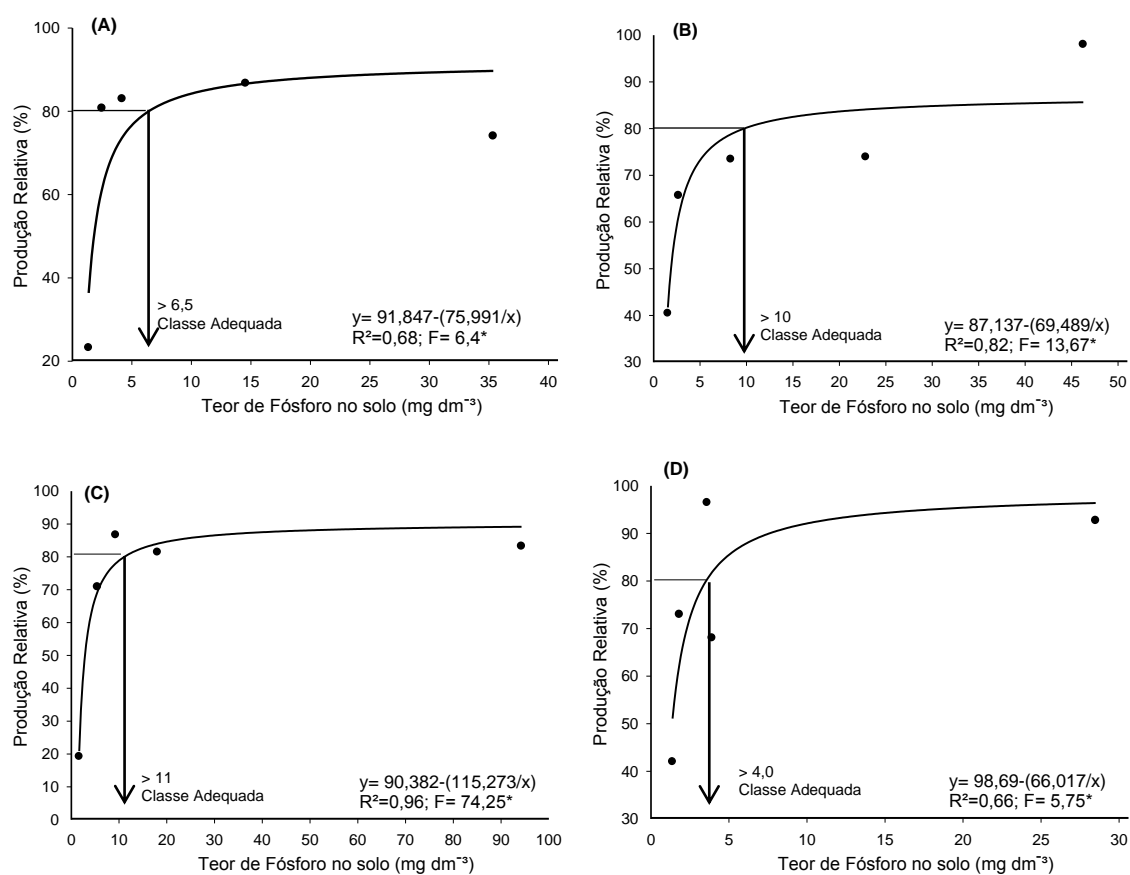 (A)
Produção Relativa (%)
100
80
60
40
20
> 6,5
Classe Adequada
y= 91,847-(75,991/x)
R²=0,68; F= 6,4*
0 5 10 15 20 25 30 35 40
Teor de Fósforo no solo (mg dm⁻³)
(B)
Produção Relativa (%)
100
90
80
70
60
50
40
30
> 10
Classe Adequada
y= 87,137-(69,489/x)
R²=0,82; F= 13,67*
0 5 10 15 20 25 30 35 40 45 50
Teor de Fósforo no solo (mg dm⁻³)
(C)
Produção Relativa (%)
100
90
80
70
60
50
40
30
20
10
0
> 11
Classe Adequada
y= 90,382-(115,273/x)
R²=0,96; F= 74,25*
0 10 20 30 40 50 60 70 80 90 100
Teor de Fósforo no solo (mg dm⁻³)
(D)
Produção Relativa (%)
100
90
80
70
60
50
40
30
> 4,0
Classe Adequada
y= 98,69-(66,017/x)
R²=0,66; F= 5,75*
0 5 10 15 20 25 30
Teor de Fósforo no solo (mg dm⁻³)